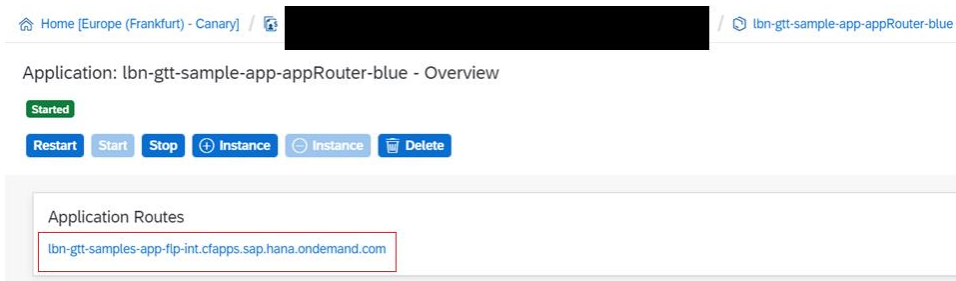 Home [Europe (Frankfurt) - Canary] / / lbn-gtt-sample-app-appRouter-blue
Application: lbn-gtt-sample-app-appRouter-blue - Overview
Started
Restart Start Stop Instance Instance Delete
Application Routes
lbn-gtt-samples-app-flp-int.cfapps.sap.hana.ondemand.com